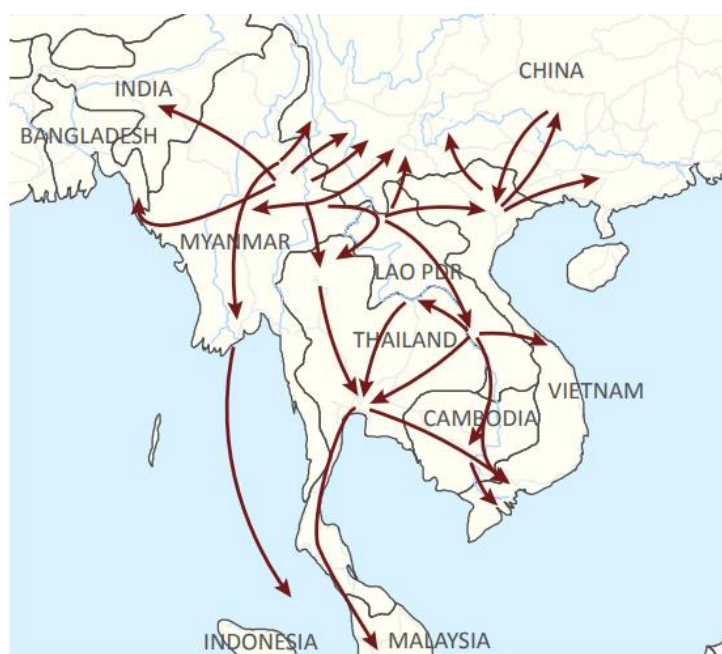 CHINA
INDIA
BANGLADESH
MYANMAR
LAO PDR
THAILAND
VIETNAM
CAMBODIA
INDONESIA
MALAYSIA